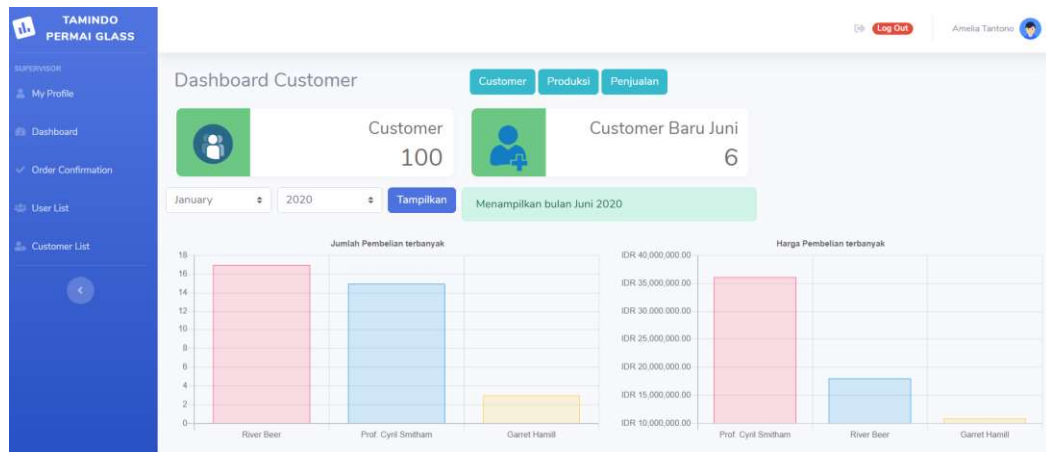 TAMINDO
PERMAI GLASS
Log Out
Amelia Tantono
SUPERVISOR
My Profile
Dashboard
Order Confirmation
User List
Customer List
Dashboard Customer
Customer
Produksi
Penjualan
Customer
100
Customer Baru Juni
6
January
2020
Tampilkan
Menampilkan bulan Juni 2020
Jumlah Pembelian terbanyak
18
16
14
12
10
8
6
4
2
0
River Beer
Prof. Cyril Smitham
Garret Hamill
Harga Pembelian terbanyak
IDR 40,000,000.00
IDR 35,000,000.00
IDR 30,000,000.00
IDR 25,000,000.00
IDR 20,000,000.00
IDR 15,000,000.00
IDR 10,000,000.00
Prof. Cyril Smitham
River Beer
Garret Hamill